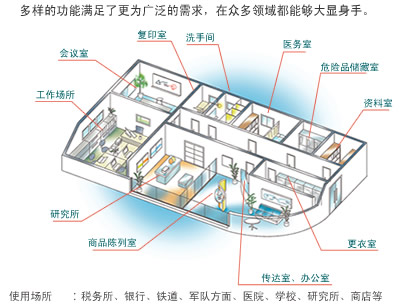 多样的功能满足了更为广泛的需求，在众多领域都能够大显身手。
复印室
洗手间
医务室
会议室
危险品储藏室
工作场所
资料室
研究所
商品陈列室
更衣室
传达室、办公室
使用场所　：税务所、银行、铁道、军队方面、医院、学校、研究所、商店等